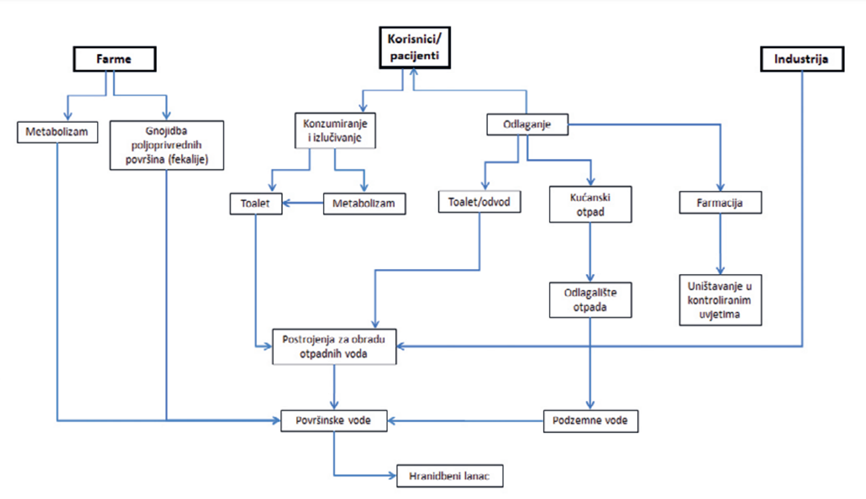 Korisnici/
pacijenti
Farme
Industrija
Metabolizam
Gnojidba
poljoprivrednih
površina (fekalije)
Konzumiranje
i izlučivanje
Odlaganje
Toalet
Metabolizam
Toalet/odvod
Kućanski
otpad
Farmacija
Odlagalište
otpada
Uništavanje u
kontroliranim
uvjetima
Postrojenja za obradu
otpadnih voda
Površinske vode
Podzemne vode
Hranidbeni lanac